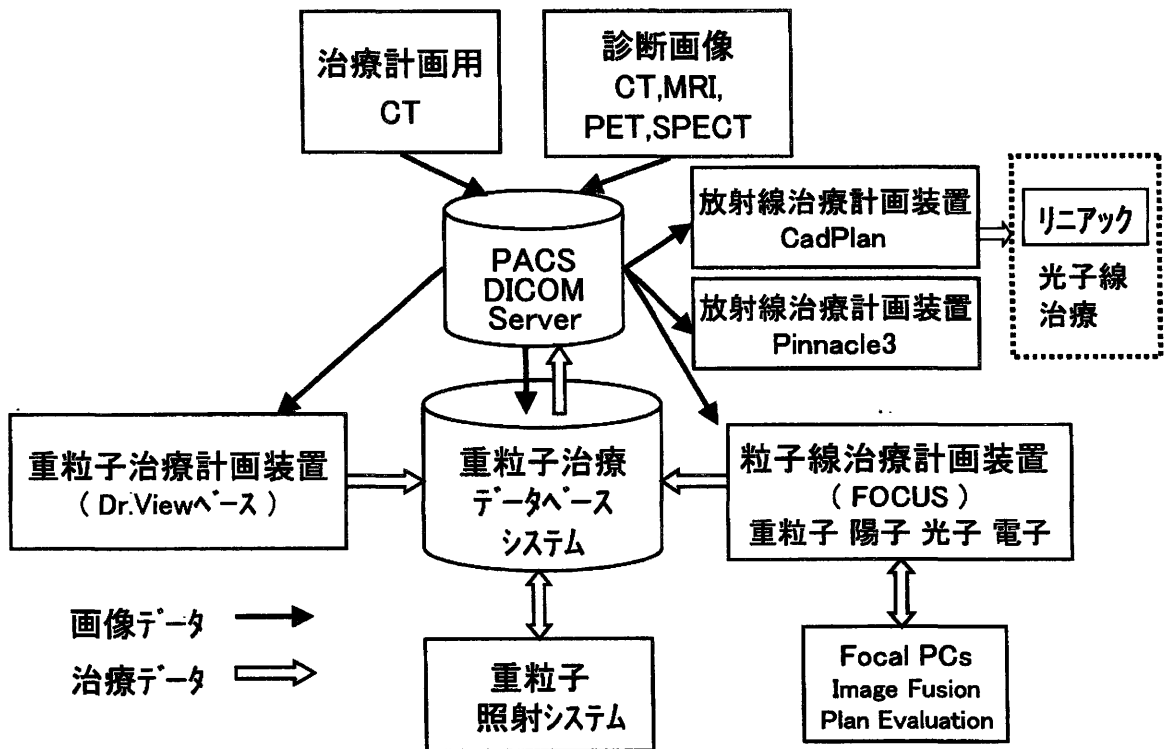 治療計画用
CT
診断画像
CT,MRI,
PET,SPECT
PACS
DICOM
Server
放射線治療計画装置
CadPlan
リニアック
光子線
治療
放射線治療計画装置
Pinnacle3
重粒子治療計画装置
( Dr.Viewベース )
重粒子治療
データベース
システム
粒子線治療計画装置
( FOCUS )
重粒子 陽子 光子 電子
画像データ
治療データ
重粒子
照射システム
Focal PCs
Image Fusion
Plan Evaluation